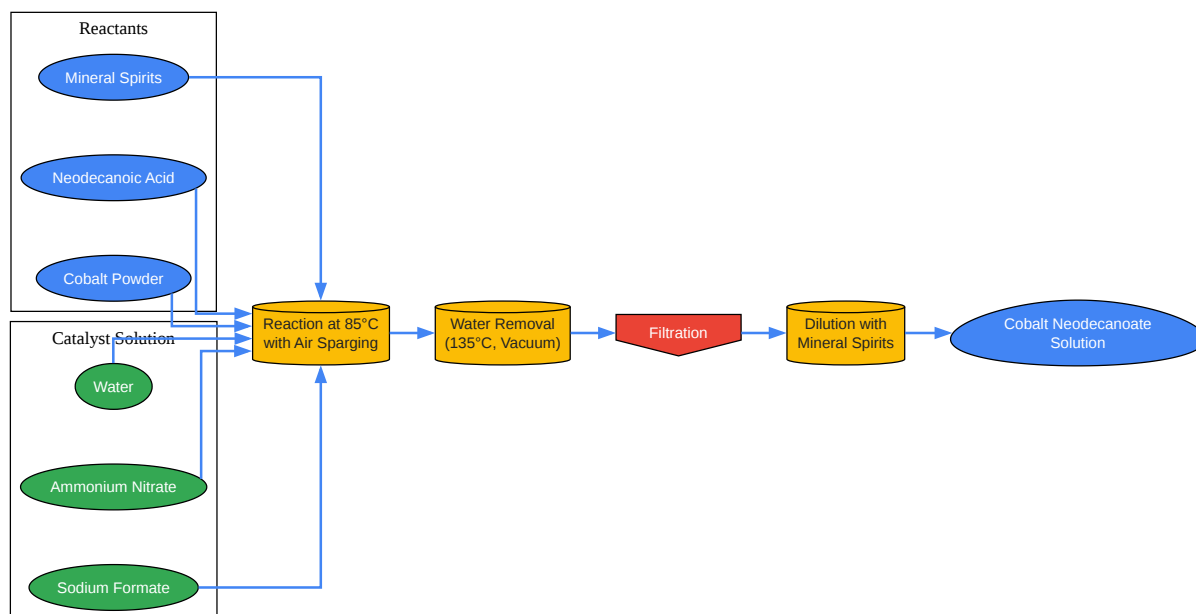 Reactants
Mineral Spirits
Neodecanoic Acid
Cobalt Powder
Catalyst Solution
Water
Ammonium Nitrate
Sodium Formate
Reaction at 85°C
with Air Sparging
Water Removal
(135°C, Vacuum)
Filtration
Dilution with
Mineral Spirits
Cobalt Neodecanoate
Solution